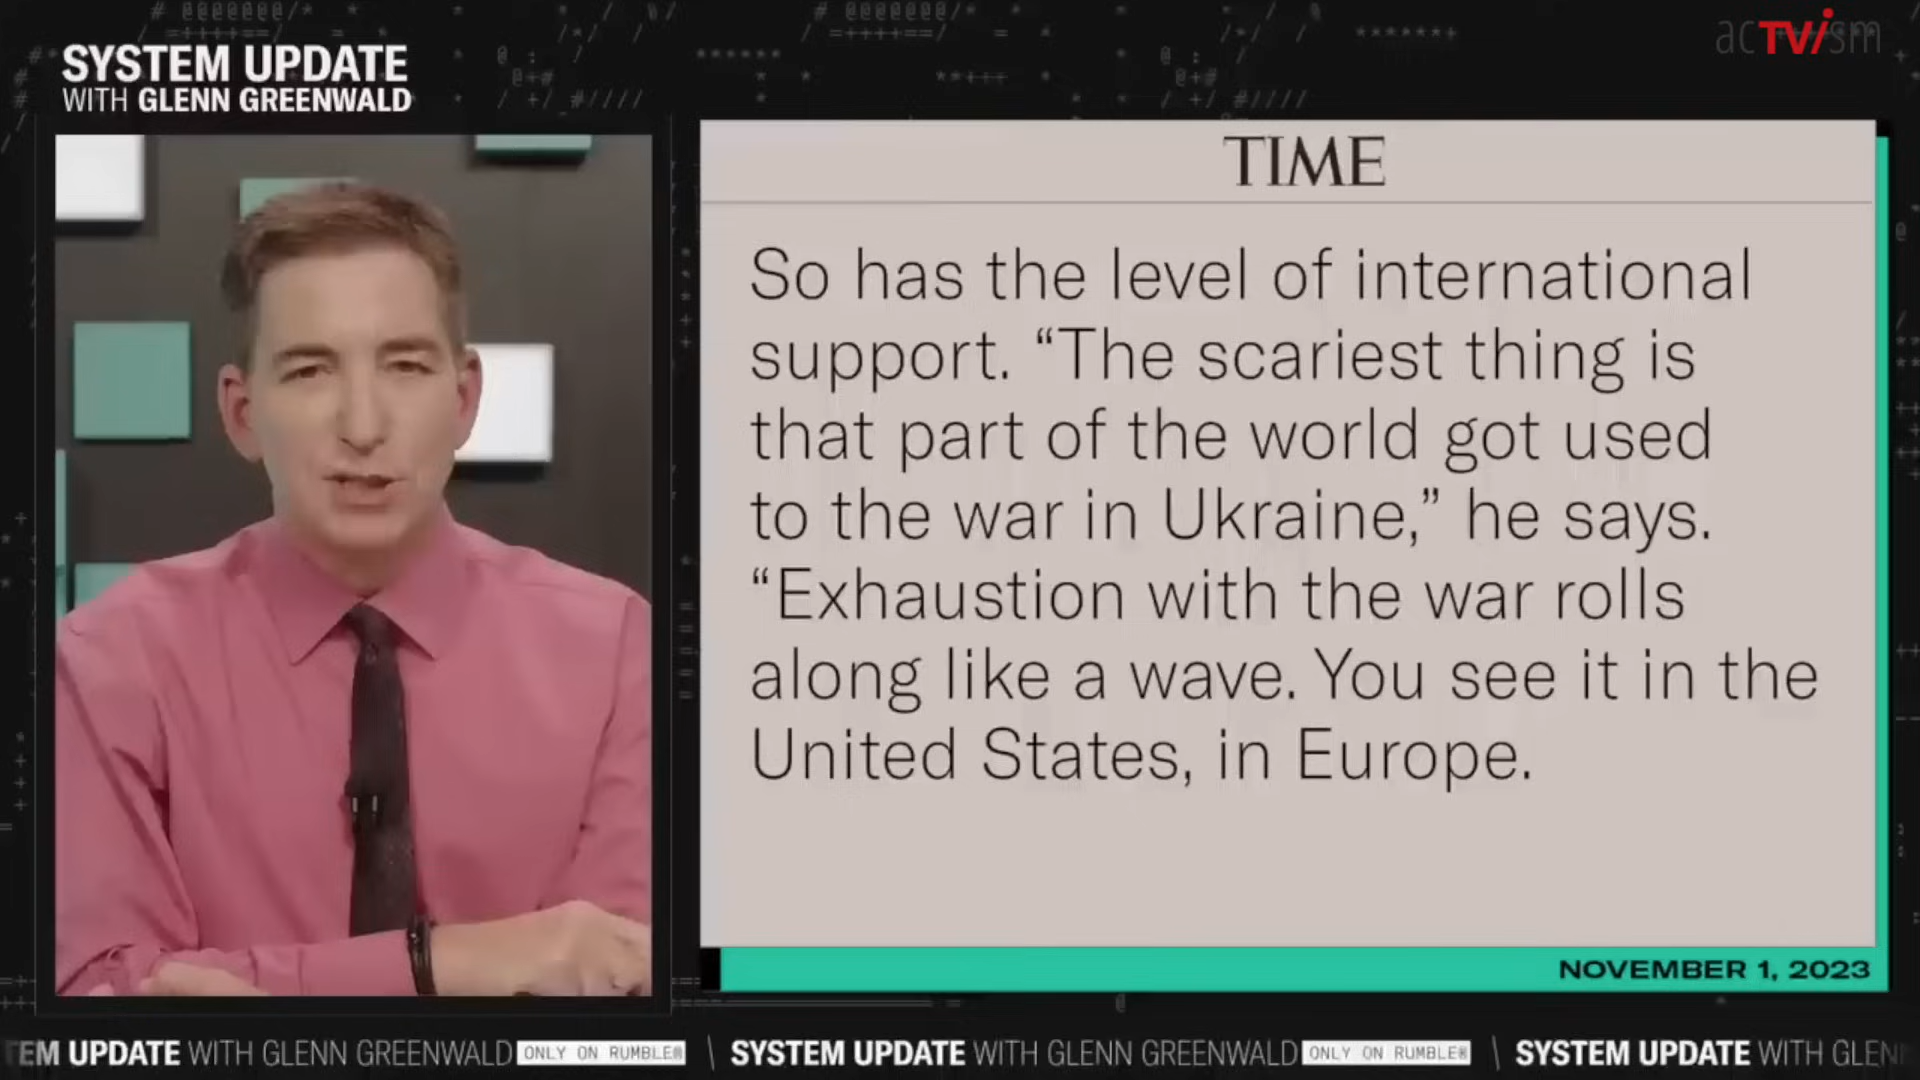 SYSTEM UPDATE
WITH GLENN GREENWALD
acTViSm
TIME
So has the level of international
support. “The scariest thing is
that part of the world got used
to the war in Ukraine,” he says.
“Exhaustion with the war rolls
along like a wave. You see it in the
United States, in Europe.
NOVEMBER 1, 2023
EM UPDATE WITH GLENN GREENWALD ONLY ON RUMBLE® \ SYSTEM UPDATE WITH GLENN GREENWALD ONLY ON RUMBLE® \ SYSTEM UPDATE WITH GLEN